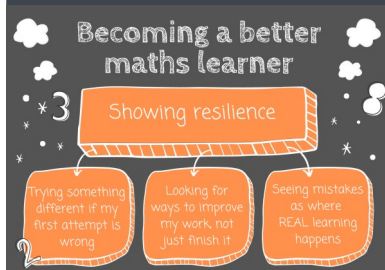 Becoming a better
maths learner
3
Showing resilience
Trying something
different if my
first attempt is
wrong
Looking for
ways to improve
my work not
just finish it
Seeing mistakes
as where
REAL learning
happens
2